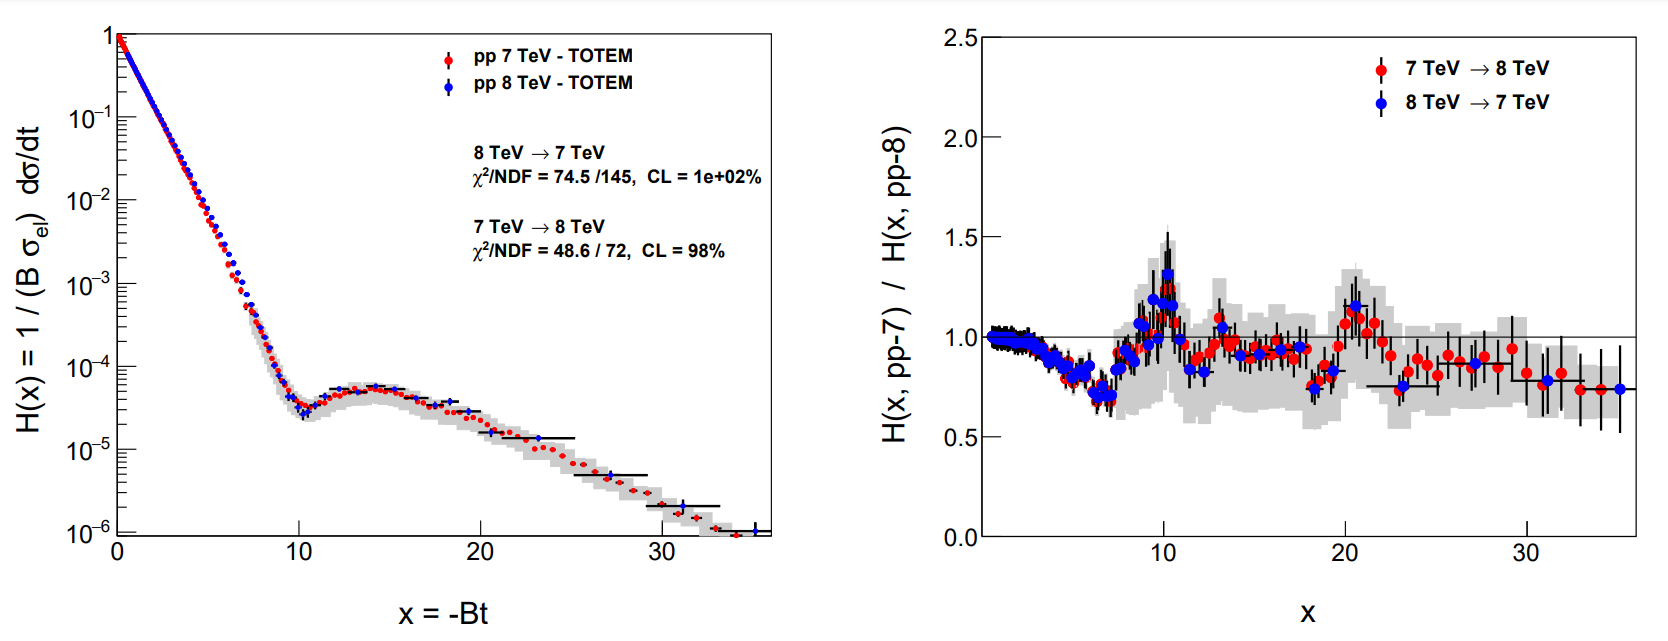 H(x) = 1 / (B σ_el) dσ/dt
1
10⁻¹
10⁻²
10⁻³
10⁻⁴
10⁻⁵
10⁻⁶
pp 7 TeV - TOTEM
pp 8 TeV - TOTEM
8 TeV → 7 TeV
χ²/NDF = 74.5 /145, CL = 1e+02%
7 TeV → 8 TeV
χ²/NDF = 48.6 / 72, CL = 98%
0 10 20 30
x = -Bt
H(x, pp-7) / H(x, pp-8)
2.5
2.0
1.5
1.0
0.5
0.0
7 TeV → 8 TeV
8 TeV → 7 TeV
10 20 30
x